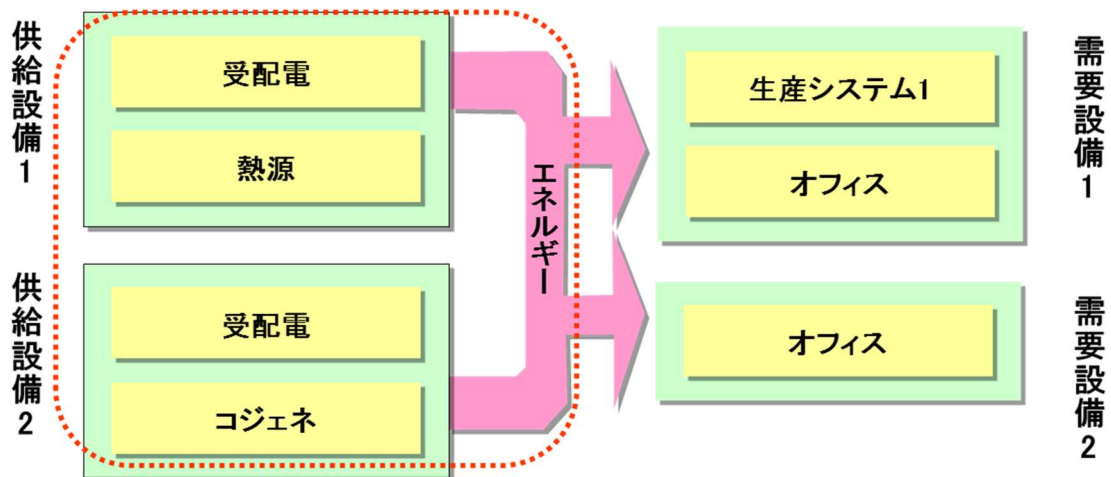 供給設備1
受配電
熱源
供給設備2
受配電
コジェネ
エネルギー
生産システム1
オフィス
需要設備1
オフィス
需要設備2